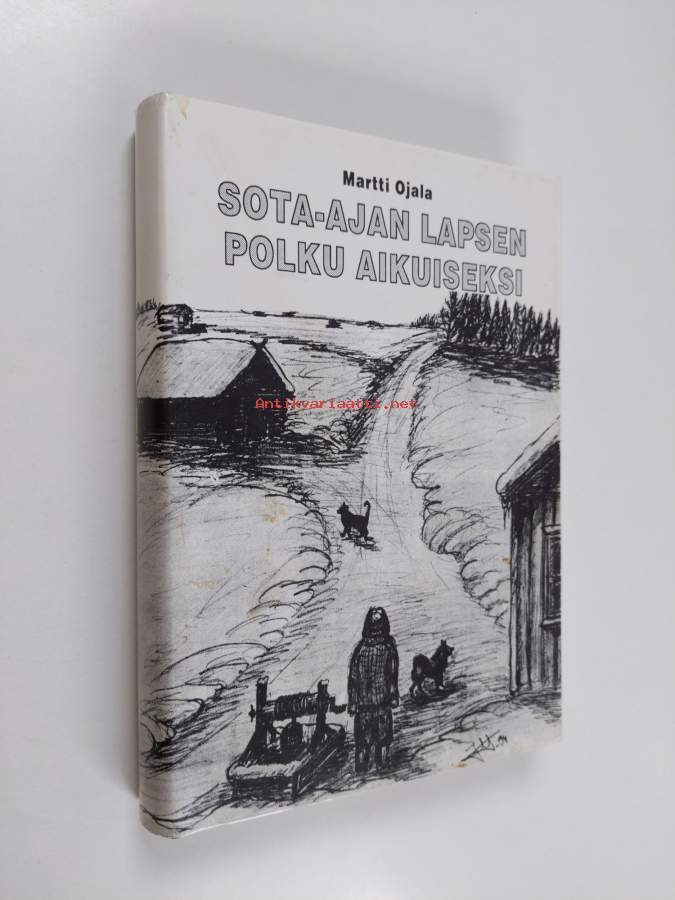 Martti Ojala
SOTA-AJAN LAPSEN
POLKU AIKUISEKSI
Antikvariaatti.net